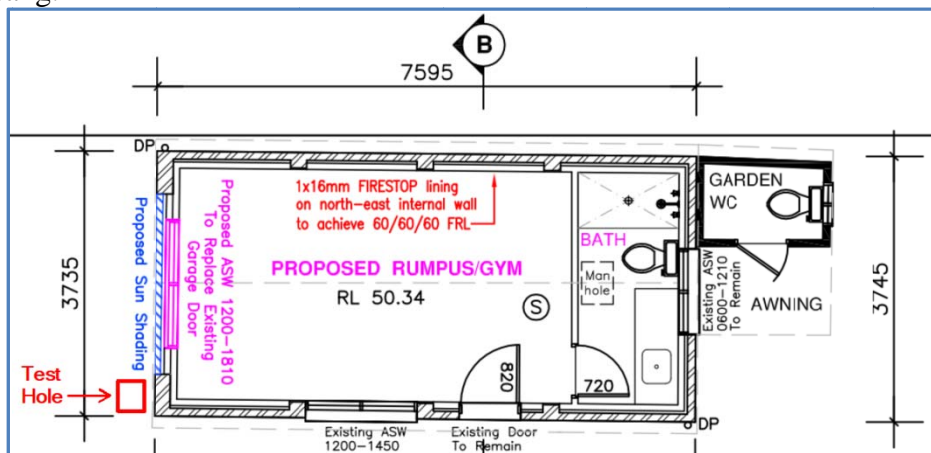 B
7595
DP
3735
Proposed Sun Shading
Proposed ASW 1200-1810
To Replace Existing
Garage Door
1x16mm FIRESTOP lining
on north-east internal wall
to achieve 60/60/60 FRL
PROPOSED RUMPUS/GYM
RL 50.34
S
BATH
Man
hole
820
720
GARDEN
WC
Existing ASW
0600-1210
To Remain
AWNING
3745
Test
Hole
DP
Existing ASW
1200-1450
Existing Door
To Remain